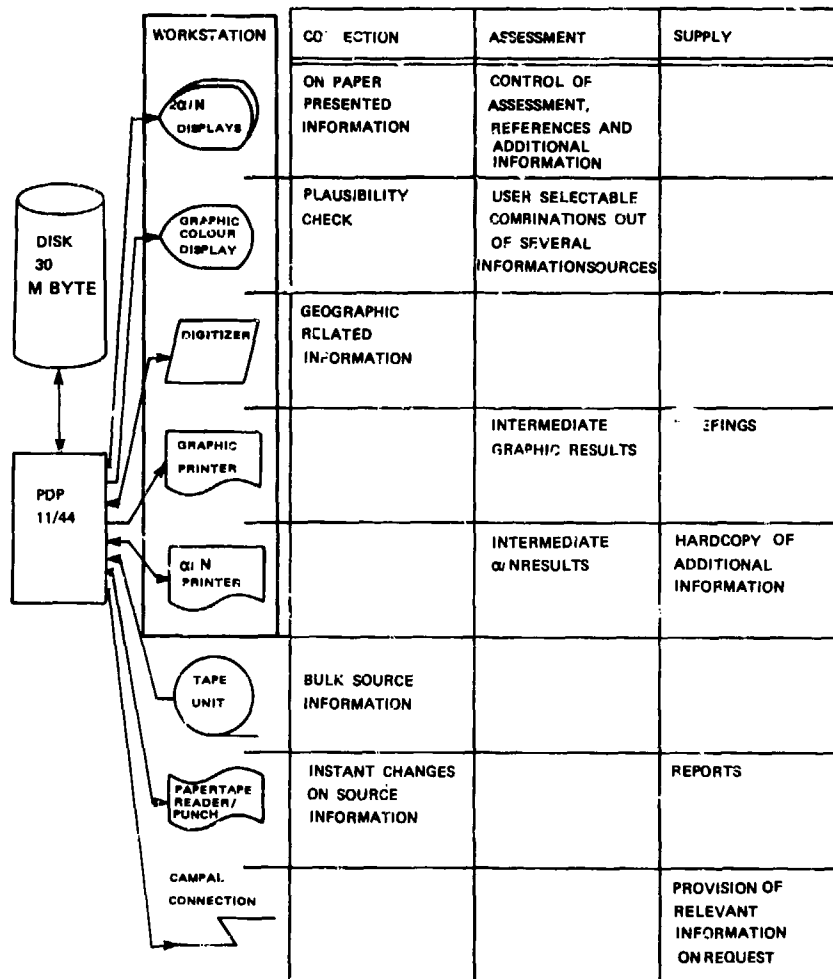 WORKSTATION
ASSESSMENT
SUPPLY
2α/N
DISPLAYS
ON PAPER
PRESENTED
INFORMATION
CONTROL OF
ASSESSMENT,
REFERENCES AND
ADDITIONAL
INFORMATION
DISK
30
M BYTE
GRAPHIC
COLOUR
DISPLAY
PLAUSIBILITY
CHECK
USER SELECTABLE
COMBINATIONS OUT
OF SEVERAL
INFORMATIONSOURCES
DIGITIZER
GEOGRAPHIC
RELATED
INFORMATION
PDP
11/44
GRAPHIC
PRINTER
INTERMEDIATE
GRAPHIC RESULTS
α/N
PRINTER
INTERMEDIATE
α/NRESULTS
HARDCOPY OF
ADDITIONAL
INFORMATION
TAPE
UNIT
BULK SOURCE
INFORMATION
PAPERTAPE
READER/
PUNCH
INSTANT CHANGES
ON SOURCE
INFORMATION
REPORTS
CONNECTION
PROVISION OF
RELEVANT
INFORMATION
ON REQUEST